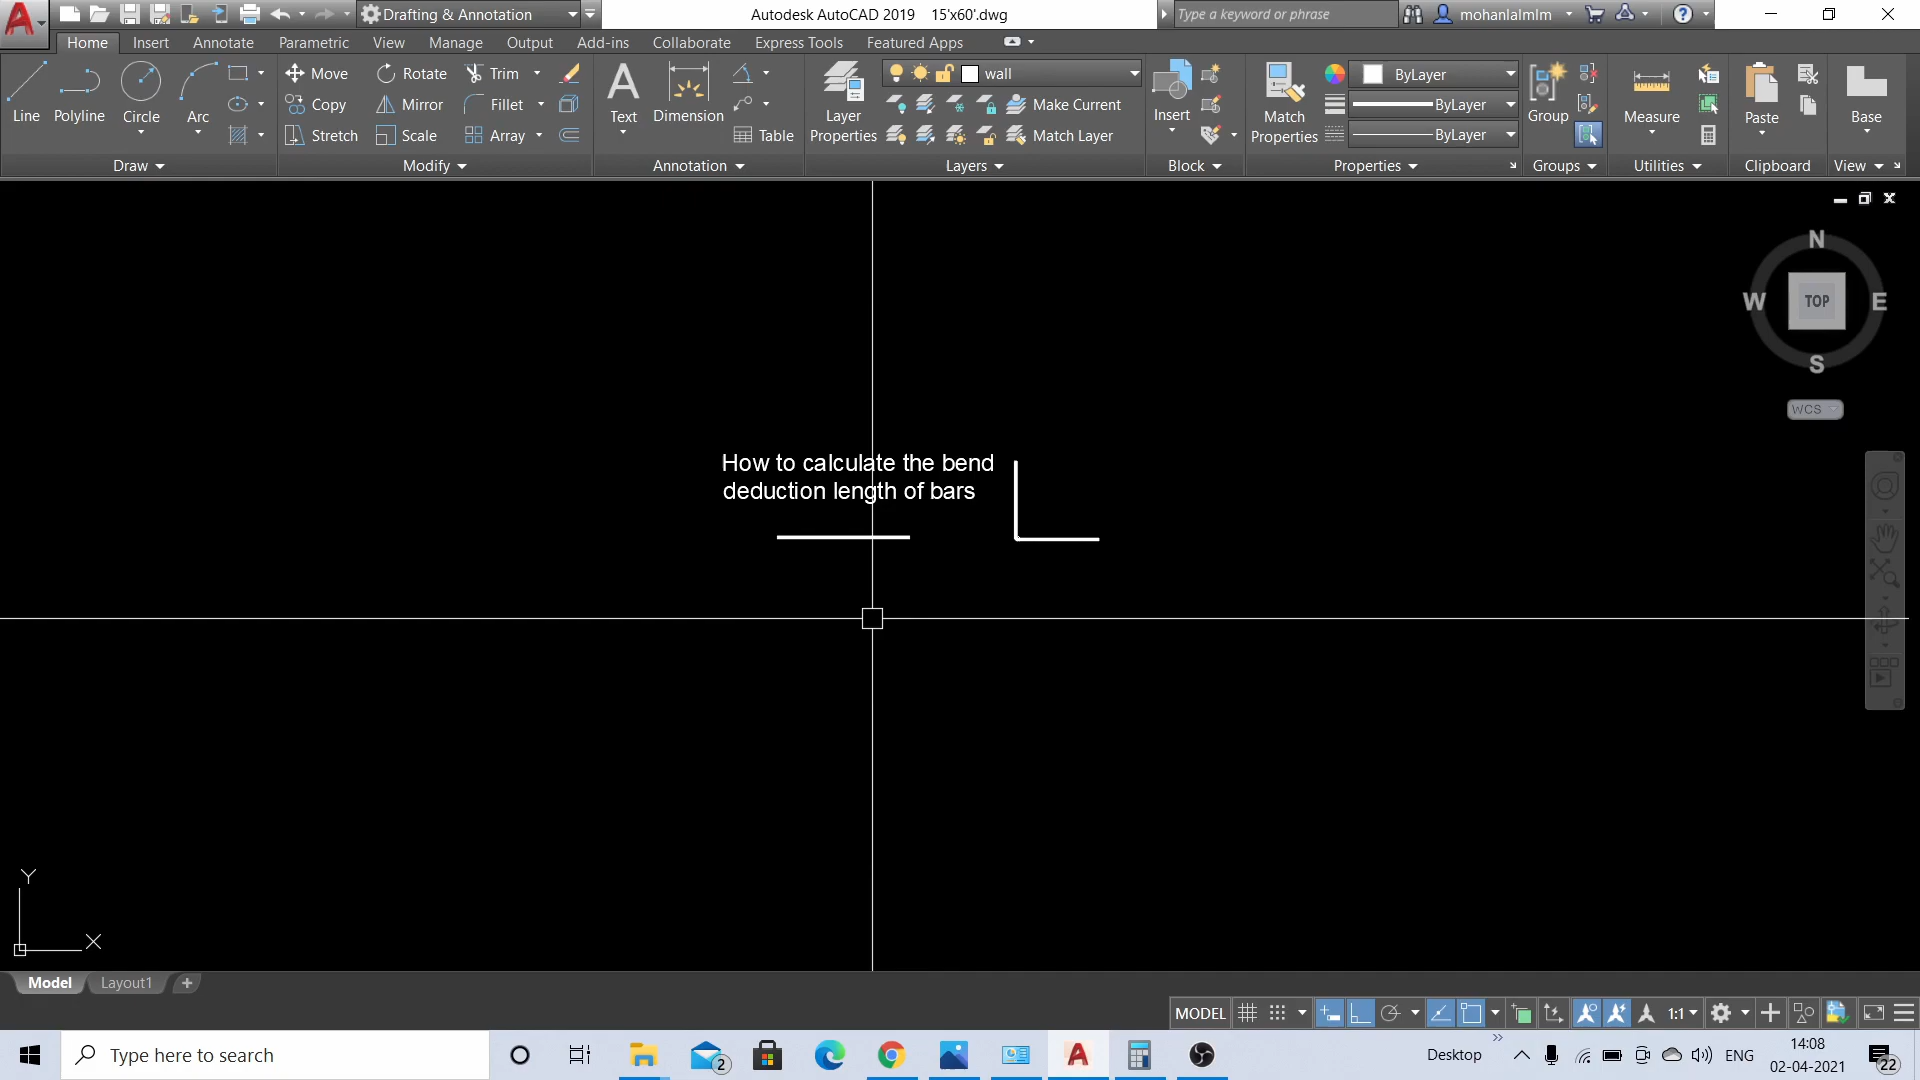 Drafting & Annotation
Autodesk AutoCAD 2019 15'x60'.dwg
Type a keyword or phrase
mohanlalmlm
Home Insert Annotate Parametric View Manage Output Add-ins Collaborate Express Tools Featured Apps
Line Polyline Circle Arc
Move Rotate Trim
Copy Mirror Fillet
Stretch Scale Array
Text Dimension Table
Layer Properties
wall
Make Current
Match Layer
Insert
Match Properties
ByLayer
ByLayer
ByLayer
Group
Measure
Paste
Base
Draw Modify Annotation Layers Block Properties Groups Utilities Clipboard View
N
W TOP E
S
WCS
How to calculate the bend
deduction length of bars
Y
X
Model Layout1 +
MODEL 1:1
Type here to search
2
Desktop
ENG
14:08
02-04-2021
22